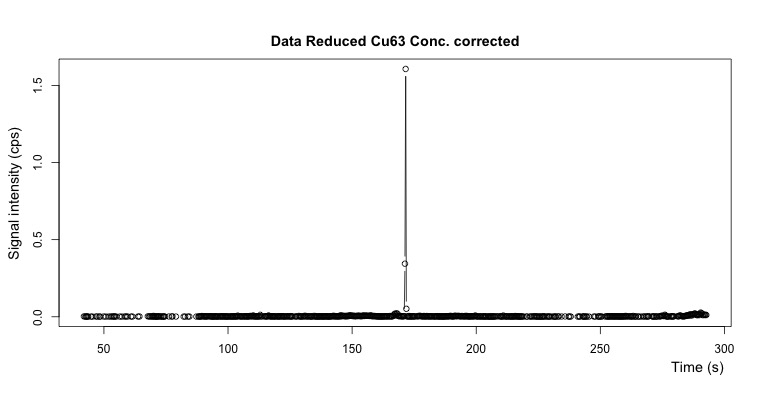 Data Reduced Cu63 Conc. corrected
Signal intensity (cps)
1.5
1.0
0.5
0.0
50 100 150 200 250 300
Time (s)